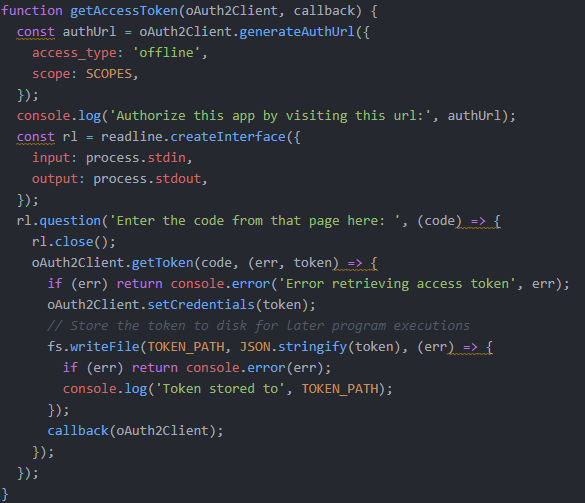 function getAccessToken(oAuth2Client, callback) {
  const authUrl = oAuth2Client.generateAuthUrl({
    access_type: 'offline',
    scope: SCOPES,
  });
  console.log('Authorize this app by visiting this url:', authUrl);
  const rl = readline.createInterface({
    input: process.stdin,
    output: process.stdout,
  });
  rl.question('Enter the code from that page here: ', (code) => {
    rl.close();
    oAuth2Client.getToken(code, (err, token) => {
      if (err) return console.error('Error retrieving access token', err);
      oAuth2Client.setCredentials(token);
      // Store the token to disk for later program executions
      fs.writeFile(TOKEN_PATH, JSON.stringify(token), (err) => {
        if (err) return console.error(err);
        console.log('Token stored to', TOKEN_PATH);
      });
      callback(oAuth2Client);
    });
  });
}